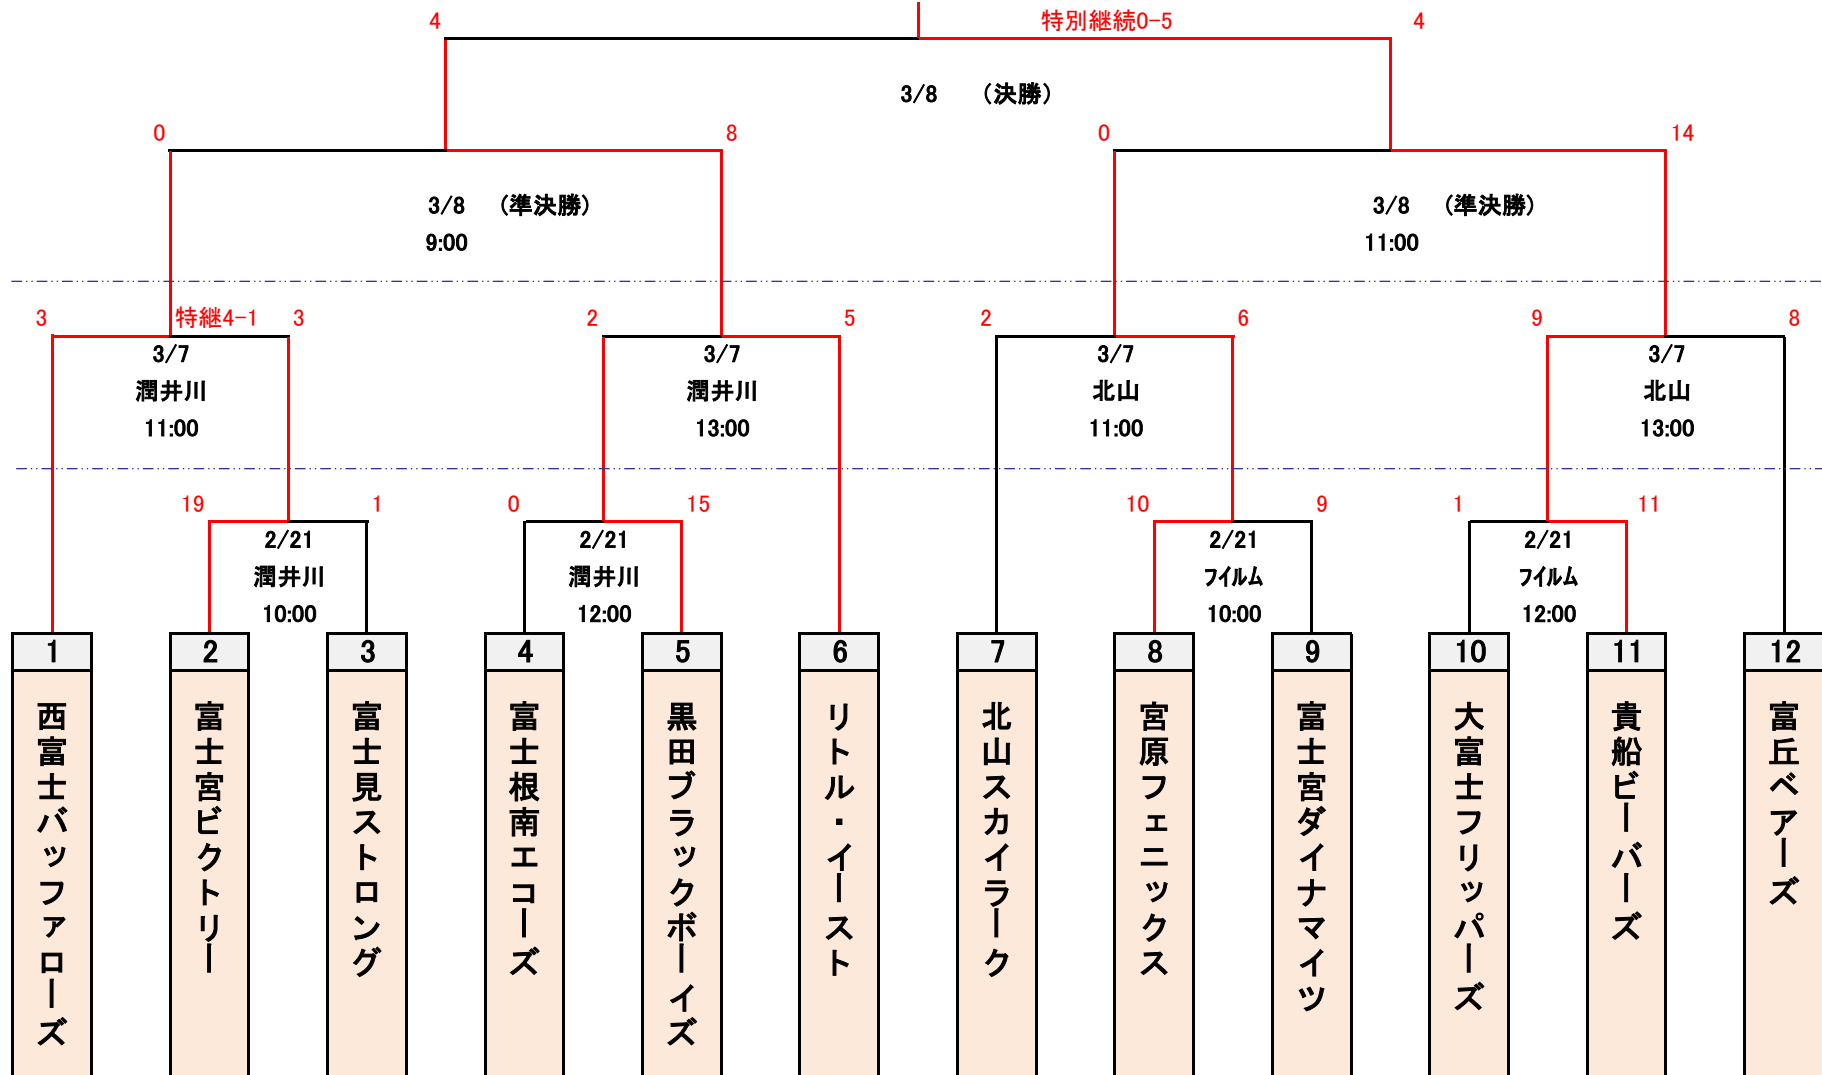 4 特別継続0-5 4
3/8 (決勝)
0 8 0 14
3/8 (準決勝) 3/8 (準決勝)
9:00 11:00
3 特継4-1 3 2 5 2 6 9 8
3/7 3/7 3/7 3/7
潤井川 潤井川 北山 北山
11:00 13:00 11:00 13:00
19 1 0 15 10 9 1 11
2/21 2/21 2/21 2/21
潤井川 潤井川 フイルム フイルム
10:00 12:00 10:00 12:00
1 2 3 4 5 6 7 8 9 10 11 12
西富士バッファローズ
富士宮ビクトリー
富士見ストロング
富士根南エコーズ
黒田ブラックボーイズ
リトル・イースト
北山スカイラーク
宮原フェニックス
富士宮ダイナマイツ
大富士フリッパーズ
貴船ビーバーズ
富丘ベアーズ